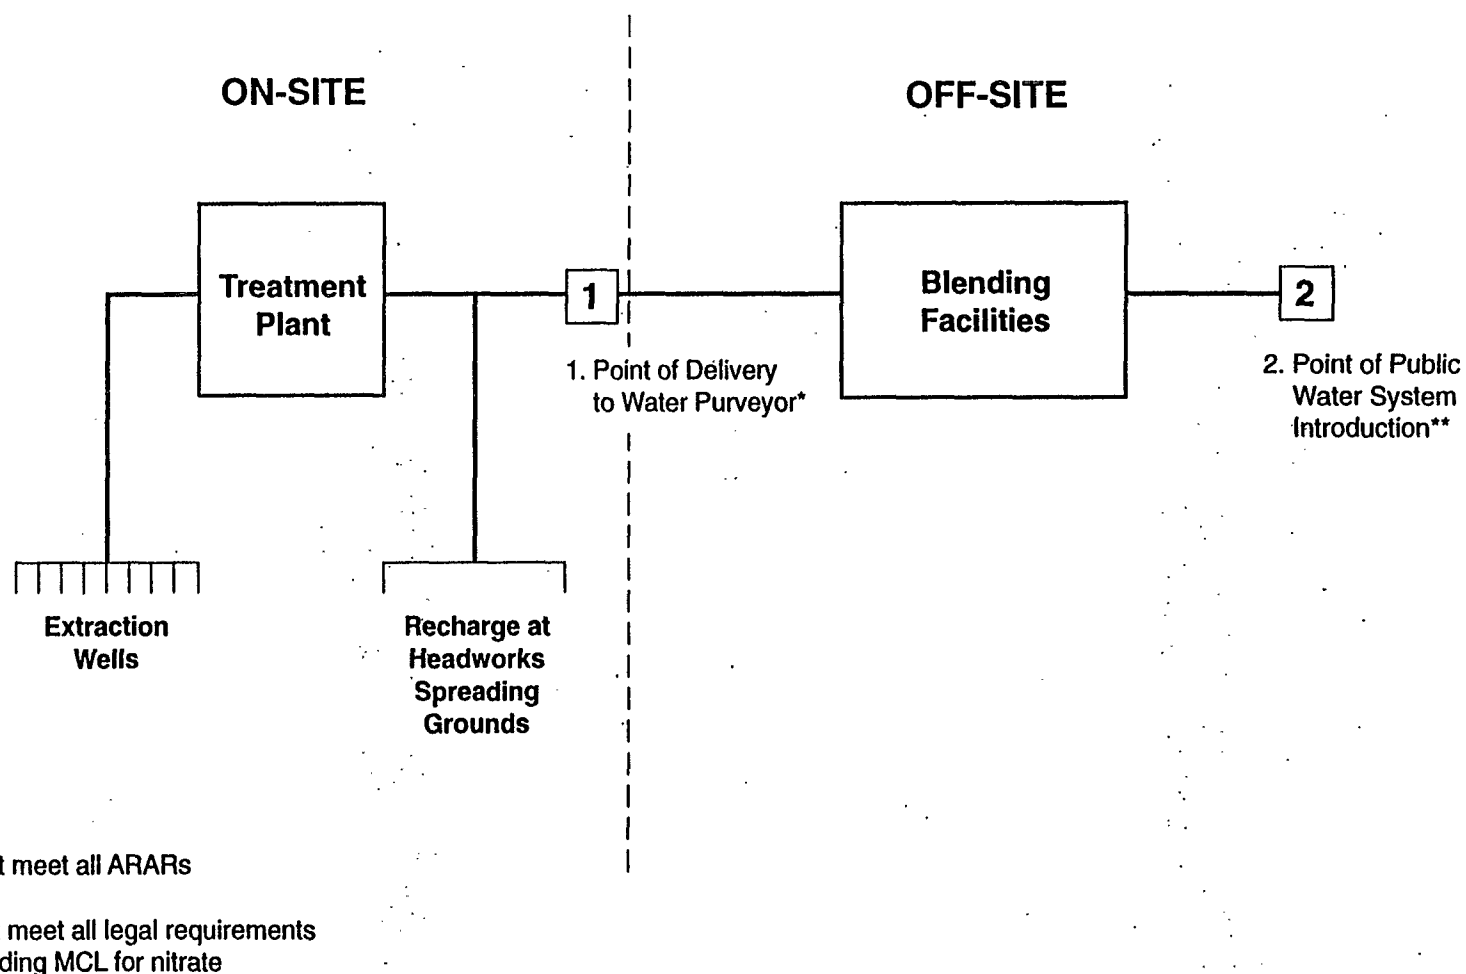 ON-SITE
OFF-SITE
Treatment
Plant
1
Blending
Facilities
2
1. Point of Delivery
to Water Purveyor*
2. Point of Public
Water System
Introduction**
Extraction
Wells
Recharge at
Headworks
Spreading
Grounds
meet all ARARs
meet all legal requirements
MCL for nitrate